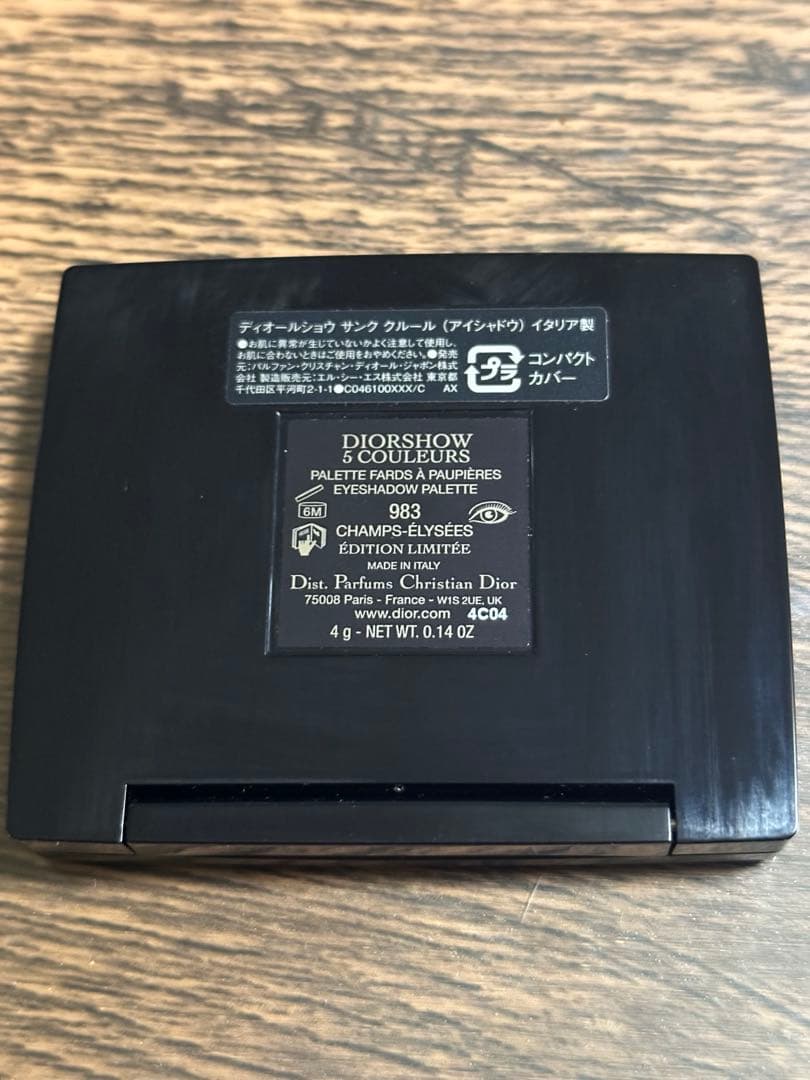 ディオールショウ サンク クルール（アイシャドウ）イタリア製
●お肌に異常が生じていないかよく注意して使用し、
お肌に合わないときはご使用をおやめください。●発売
元：パルファン・クリスチャン・ディオール・ジャポン株式
会社 製造販売元：エル・シー・エス株式会社 東京都
千代田区平河町2-1-1●C046100XXX/C AX
プラ
コンパクト
カバー
DIORSHOW
5 COULEURS
PALETTE FARDS À PAUPIÈRES
EYESHADOW PALETTE
6M
983
CHAMPS-ÉLYSÉES
ÉDITION LIMITÉE
MADE IN ITALY
Dist. Parfums Christian Dior
75008 Paris - France - W1S 2UE, UK
www.dior.com 4C04
4 g - NET WT. 0.14 OZ